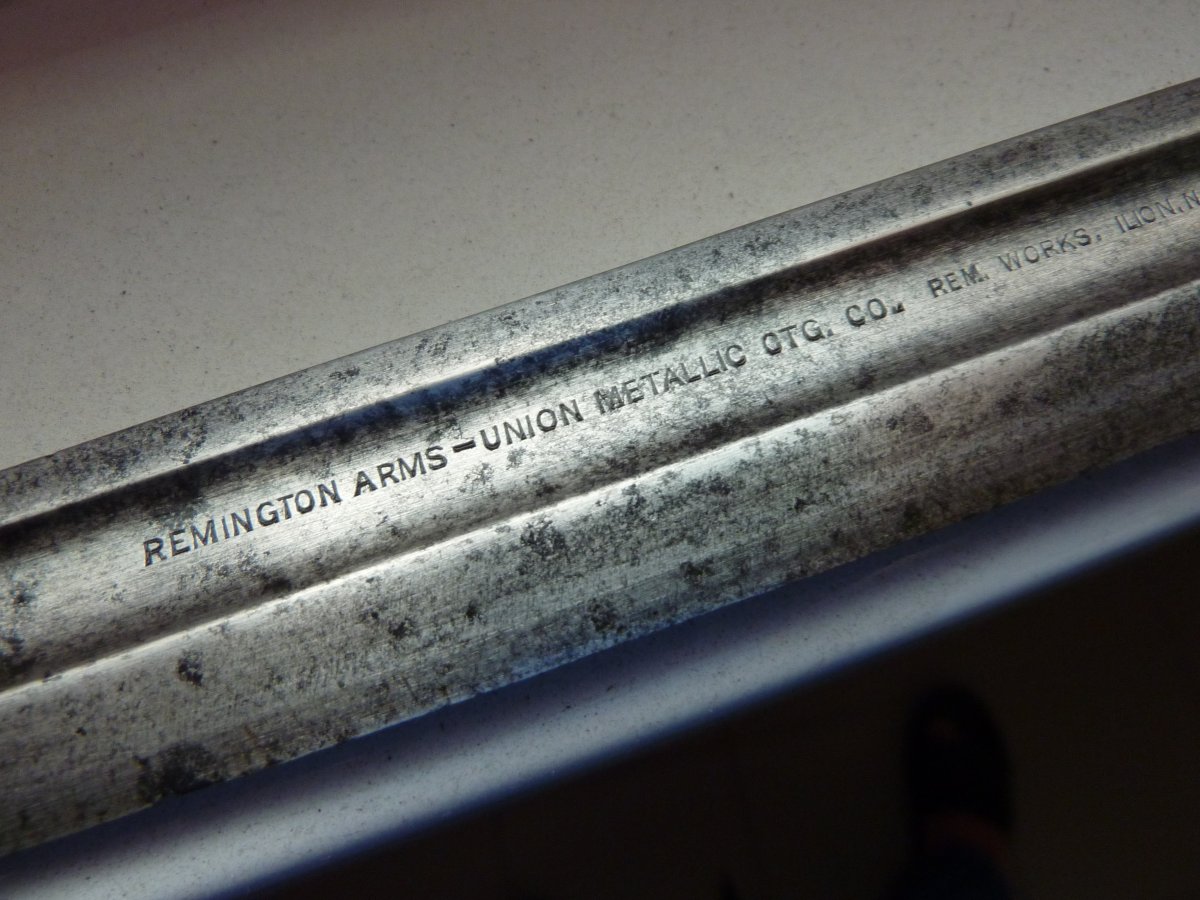 REMINGTON ARMS-UNION METALLIC CTG. CO. REM. WORKS. ILION. N